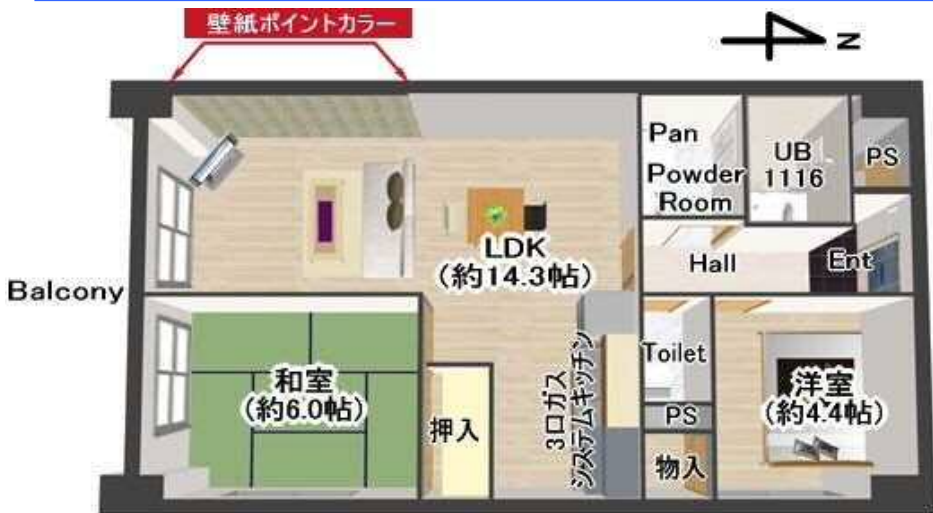 壁紙ポイントカラー
N
Pan
Powder
Room
UB
1116
PS
LDK
(約14.3帖)
Hall
Ent
Balcony
和室
(約6.0帖)
押入
3口ガス
システムキッチン
Toilet
PS
物入
洋室
(約4.4帖)